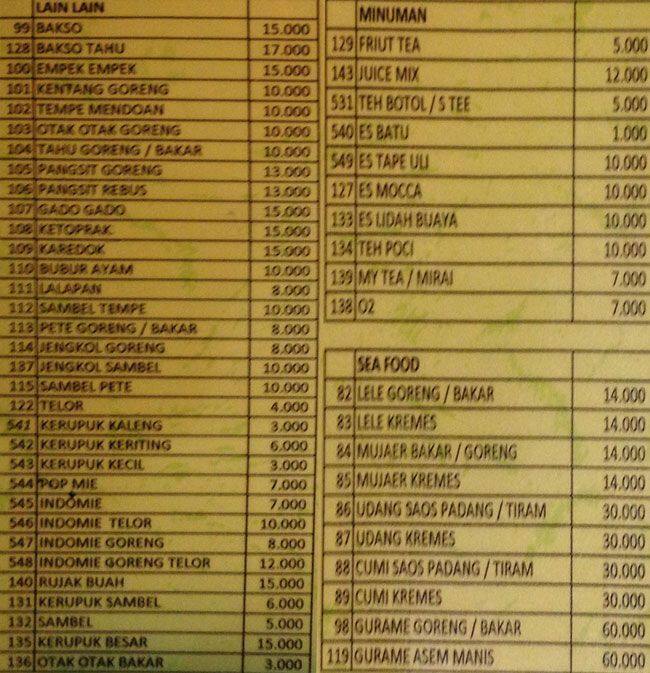 LAIN LAIN
99 BAKSO 15.000
128 BAKSO TAHU 17.000
100 EMPEK EMPEK 15.000
101 KENTANG GORENG 10.000
102 TEMPE MENDOAN 10.000
103 OTAK OTAK GORENG 10.000
104 TAHU GORENG / BAKAR 10.000
105 PANGSIT GORENG 13.000
106 PANGSIT REBUS 13.000
107 GADO GADO 15.000
108 KETOPRAK 15.000
109 KAREDOK 15.000
110 BUBUR AYAM 10.000
111 LALAPAN 8.000
112 SAMBEL TEMPE 10.000
113 PETE GORENG / BAKAR 8.000
114 JENGKOL GORENG 8.000
137 JENGKOL SAMBEL 10.000
115 SAMBEL PETE 10.000
122 TELOR 4.000
541 KERUPUK KALENG 3.000
542 KERUPUK KERITING 6.000
543 KERUPUK KECIL 3.000
544 POP MIE 7.000
545 INDOMIE 7.000
546 INDOMIE TELOR 10.000
547 INDOMIE GORENG 8.000
548 INDOMIE GORENG TELOR 12.000
140 RUJAK BUAH 15.000
131 KERUPUK SAMBEL 6.000
132 SAMBEL 5.000
135 KERUPUK BESAR 15.000
136 OTAK OTAK BAKAR 3.000
MINUMAN
129 FRIUT TEA 5.000
143 JUICE MIX 12.000
531 TEH BOTOL / S TEE 5.000
540 ES BATU 1.000
549 ES TAPE ULI 10.000
127 ES MOCCA 10.000
133 ES LIDAH BUAYA 10.000
134 TEH POCI 10.000
139 MY TEA / MIRAI 7.000
138 O2 7.000
SEA FOOD
82 LELE GORENG / BAKAR 14.000
83 LELE KREMES 14.000
84 MUJAER BAKAR / GORENG 14.000
85 MUJAER KREMES 14.000
86 UDANG SAOS PADANG / TIRAM 30.000
87 UDANG KREMES 30.000
88 CUMI SAOS PADANG / TIRAM 30.000
89 CUMI KREMES 30.000
98 GURAME GORENG / BAKAR 60.000
119 GURAME ASEM MANIS 60.000